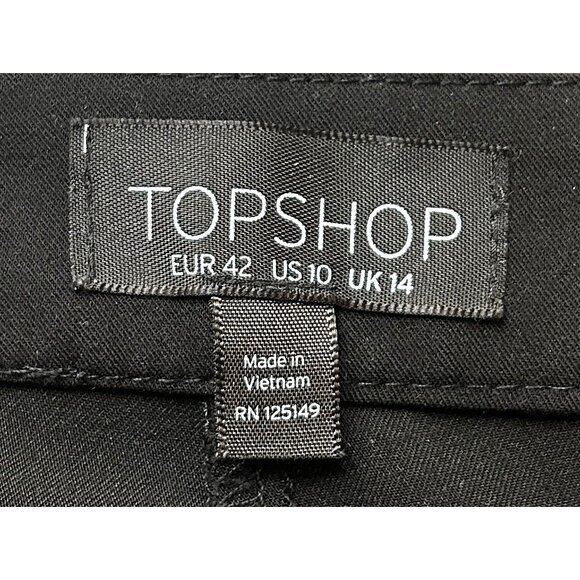 TOPSHOP
EUR 42 US 10 UK 14
Made in
Vietnam
RN 125149